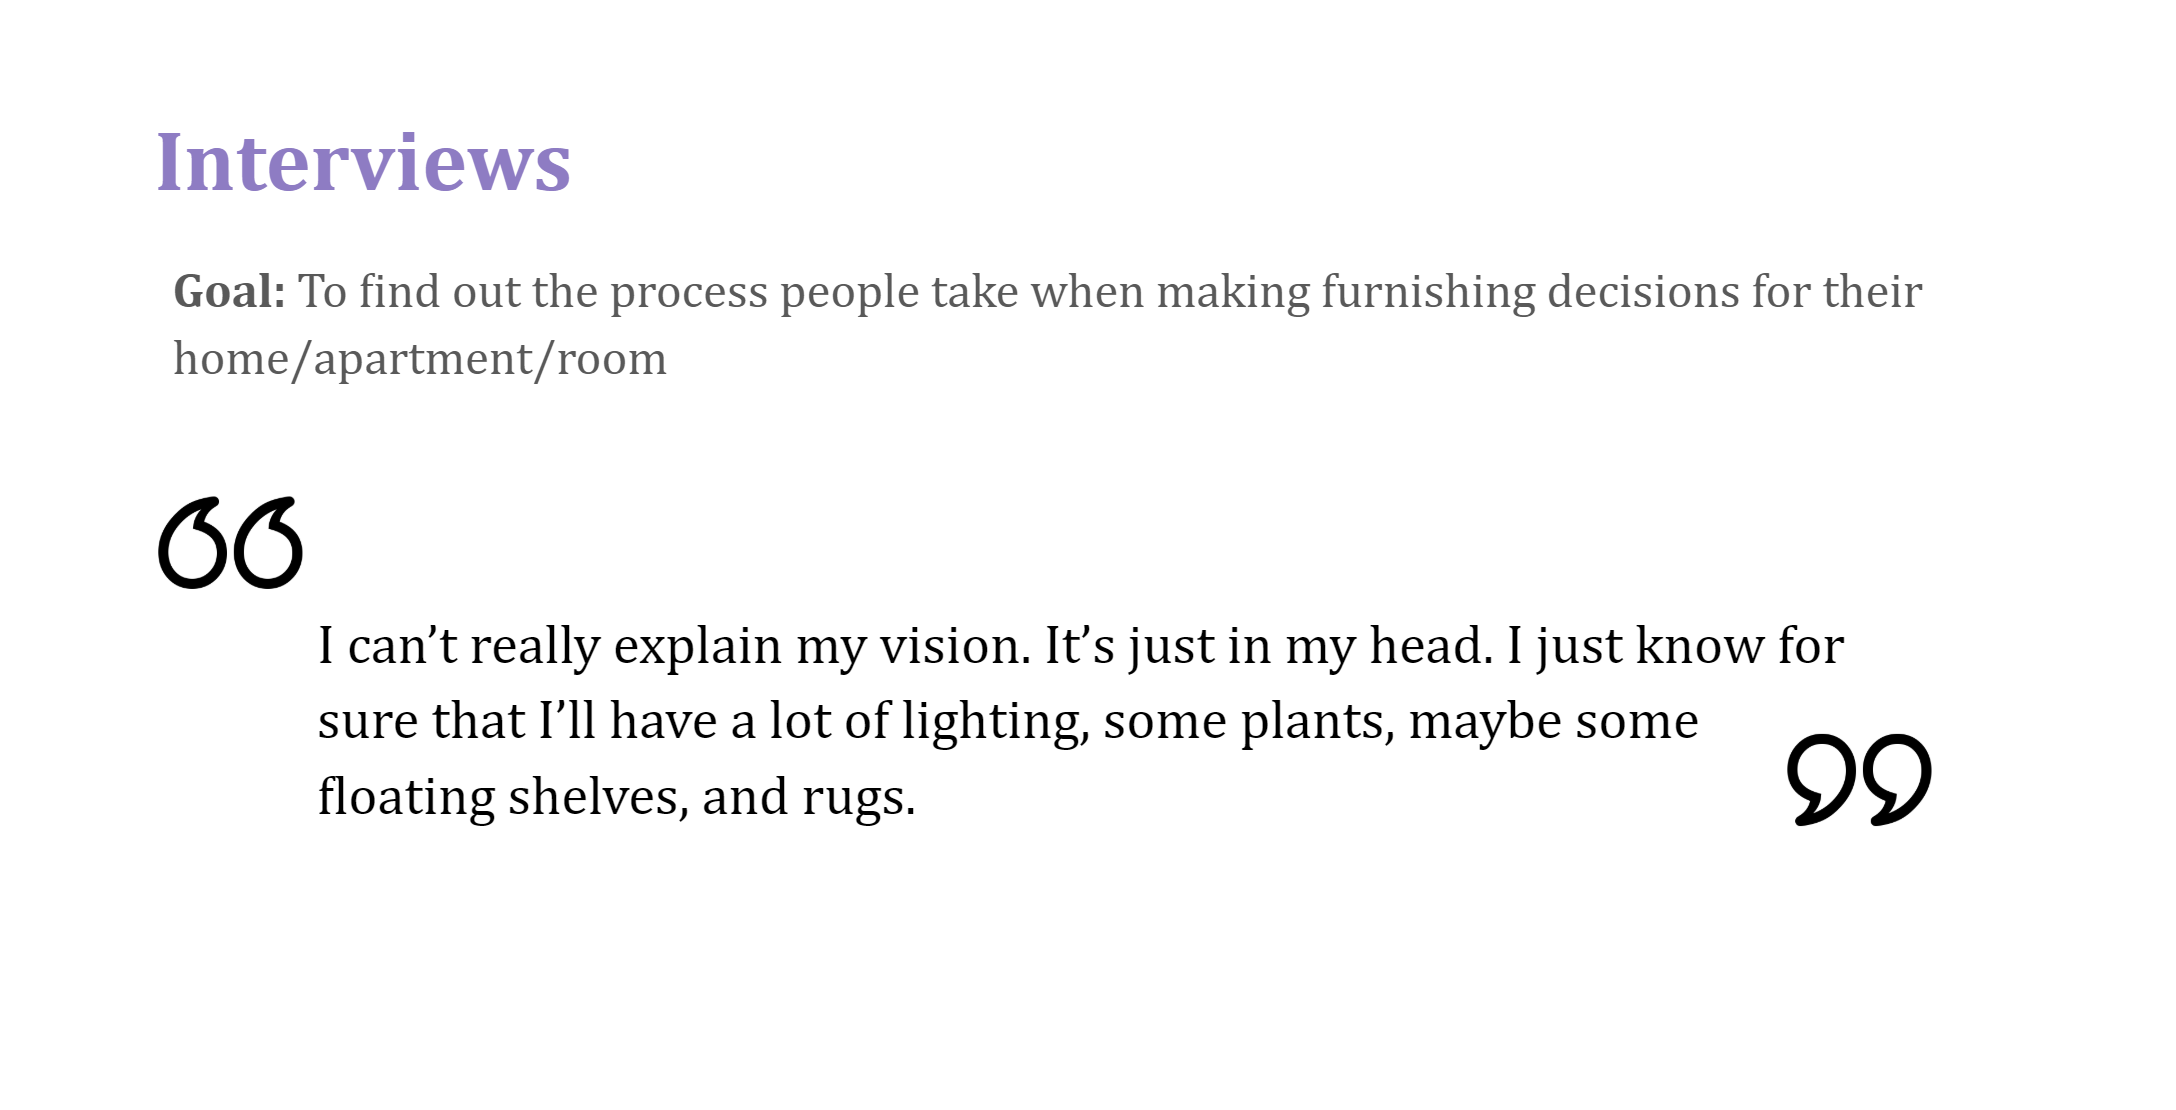 Interviews
Goal: To find out the process people take when making furnishing decisions for their
home/apartment/room
“
I can’t really explain my vision. It’s just in my head. I just know for
sure that I’ll have a lot of lighting, some plants, maybe some
floating shelves, and rugs.
”